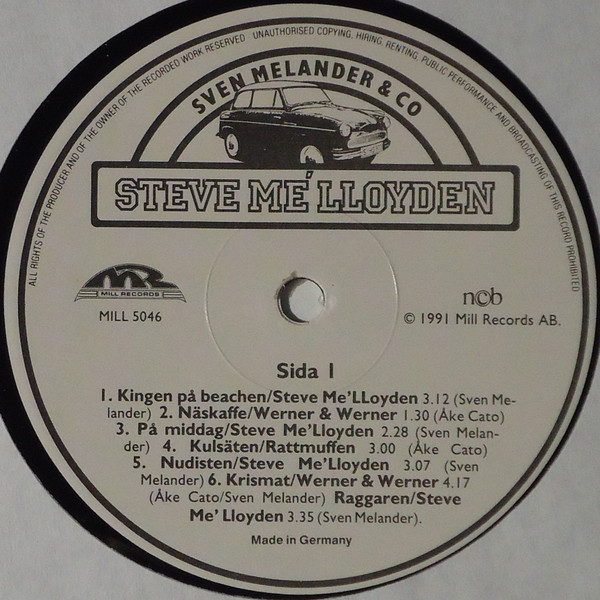 ALL RIGHTS OF THE PRODUCER AND OF THE OWNER OF THE RECORDED WORK RESERVED UNAUTHORISED COPYING, HIRING, RENTING, PUBLIC PERFORMANCE AND BROADCASTING OF THIS RECORD PROHIBITED
SVEN MELANDER & CO
STEVE ME'LLOYDEN
MR
MILL RECORDS
MILL 5046
ncb
© 1991 Mill Records AB.
Sida 1
1. Kingen på beachen/Steve Me'LLoyden 3.12 (Sven Me-
lander) 2. Näskaffe/Werner & Werner 1.30 (Åke Cato)
3. På middag/Steve Me'Lloyden 2.28 (Sven Melan-
der) 4. Kulsäten/Rattmuffen 3.00 (Åke Cato)
5. Nudisten/Steve Me'Lloyden 3.07 (Sven
Melander) 6. Krismat/Werner & Werner 4.17
(Åke Cato/Sven Melander) Raggaren/Steve
Me' Lloyden 3.35 (Sven Melander).
Made in Germany